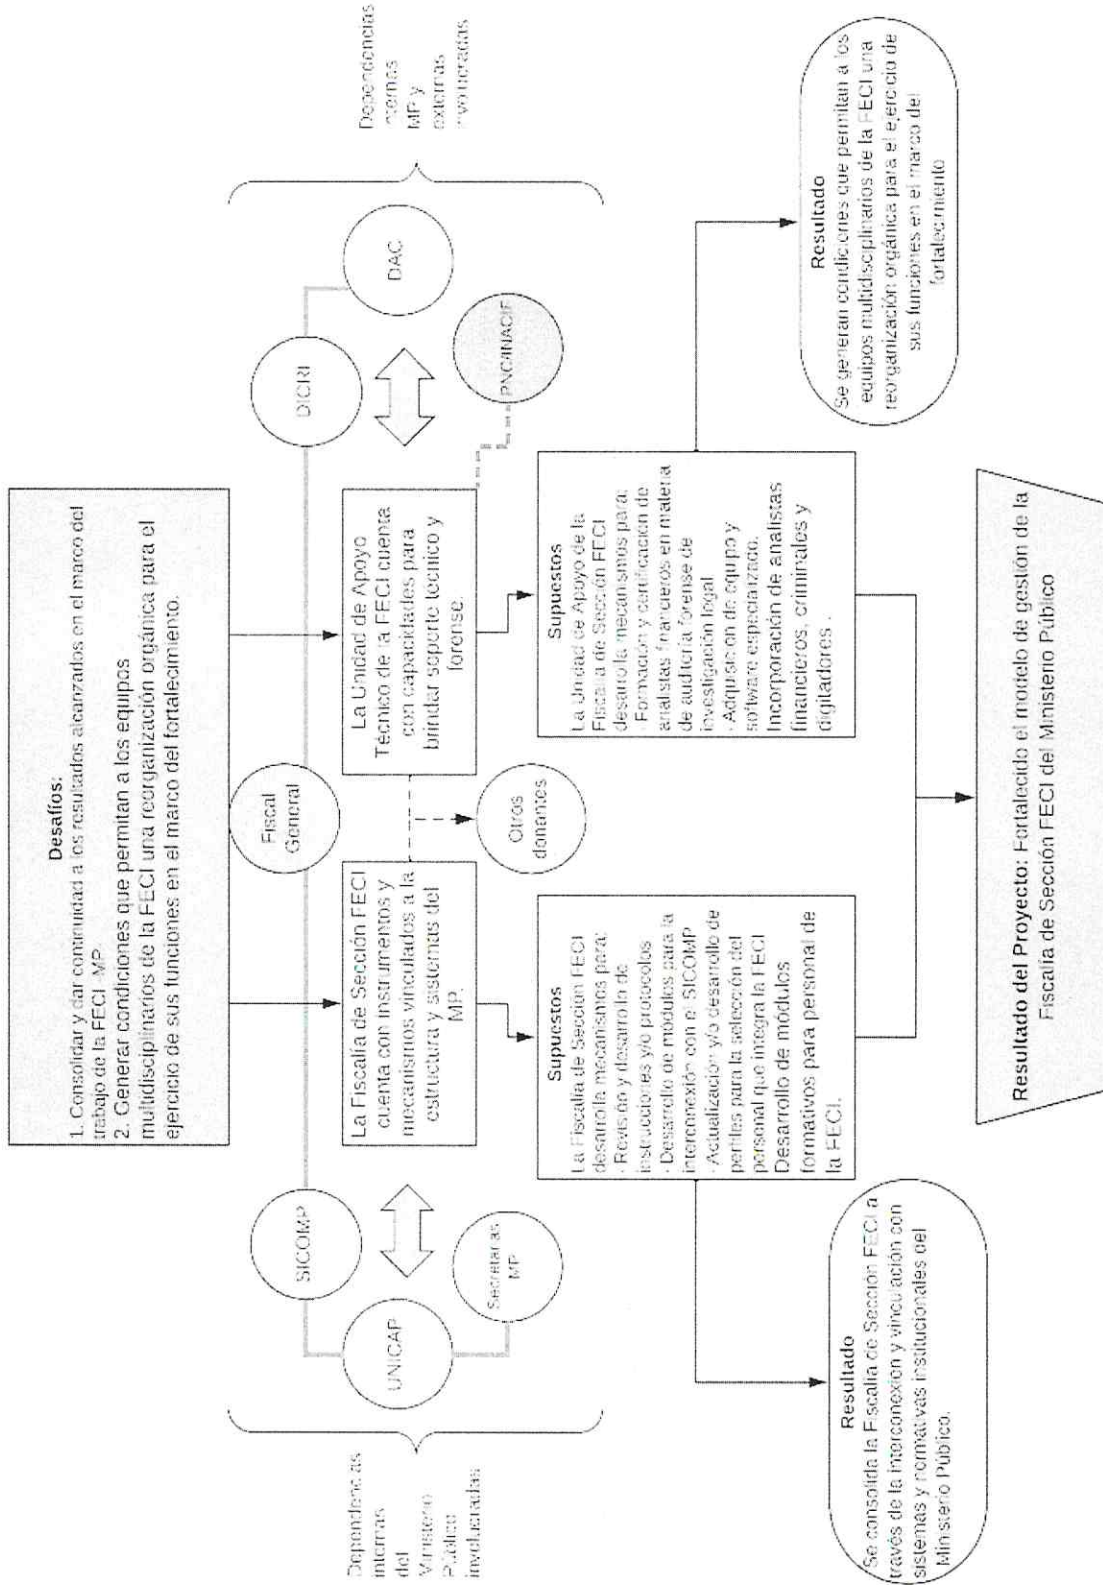 Desafíos:
1. Consolidar y dar continuidad a los resultados alcanzados en el marco del
trabajo de la FECI -MP.
2. Generar condiciones que permitan a los equipos
multidisciplinarios de la FECI una reorganización orgánica para el
ejercicio de sus funciones en el marco del fortalecimiento.
Fiscal
General
SICOMP
UNICAP
Secretarías
MP
DICRI
DAC
PNC/INACIF
Dependencias
internas
del
Ministerio
Público
involucradas
Dependencias
internas
MP y
externas
involucradas
La Fiscalía de Sección FECI
cuenta con instrumentos y
mecanismos vinculados a la
estructura y sistemas del
MP.
La Unidad de Apoyo
Técnico de la FECI cuenta
con capacidades para
brindar soporte técnico y
forense.
Otros
donantes
Supuestos
La Fiscalía de Sección FECI
desarrolla mecanismos para:
· Revisión y desarrollo de
instrucciones y/o protocolos
· Desarrollo de módulos para la
interconexión con el SICOMP
· Actualización y/o desarrollo de
perfiles para la selección del
personal que integra la FECI
Desarrollo de módulos
formativos para personal de
la FECI.
Supuestos
La Unidad de Apoyo de la
Fiscalía de Sección FECI
desarrolla mecanismos para:
· Formación y certificación de
analistas financieros en materia
de auditoría forense de
investigación legal
· Adquisición de equipo y
software especializado.
Incorporación de analistas
financieros, criminales y
digitadores .
Resultado
Se consolida la Fiscalía de Sección FECI a
través de la interconexión y vinculación con
sistemas y normativas institucionales del
Ministerio Público.
Resultado
Se generan condiciones que permitan a los
equipos multidisciplinarios de la FECI una
reorganización orgánica para el ejercicio de
sus funciones en el marco del
fortalecimiento
Resultado del Proyecto: Fortalecido el modelo de gestión de la
Fiscalía de Sección FECI del Ministerio Público